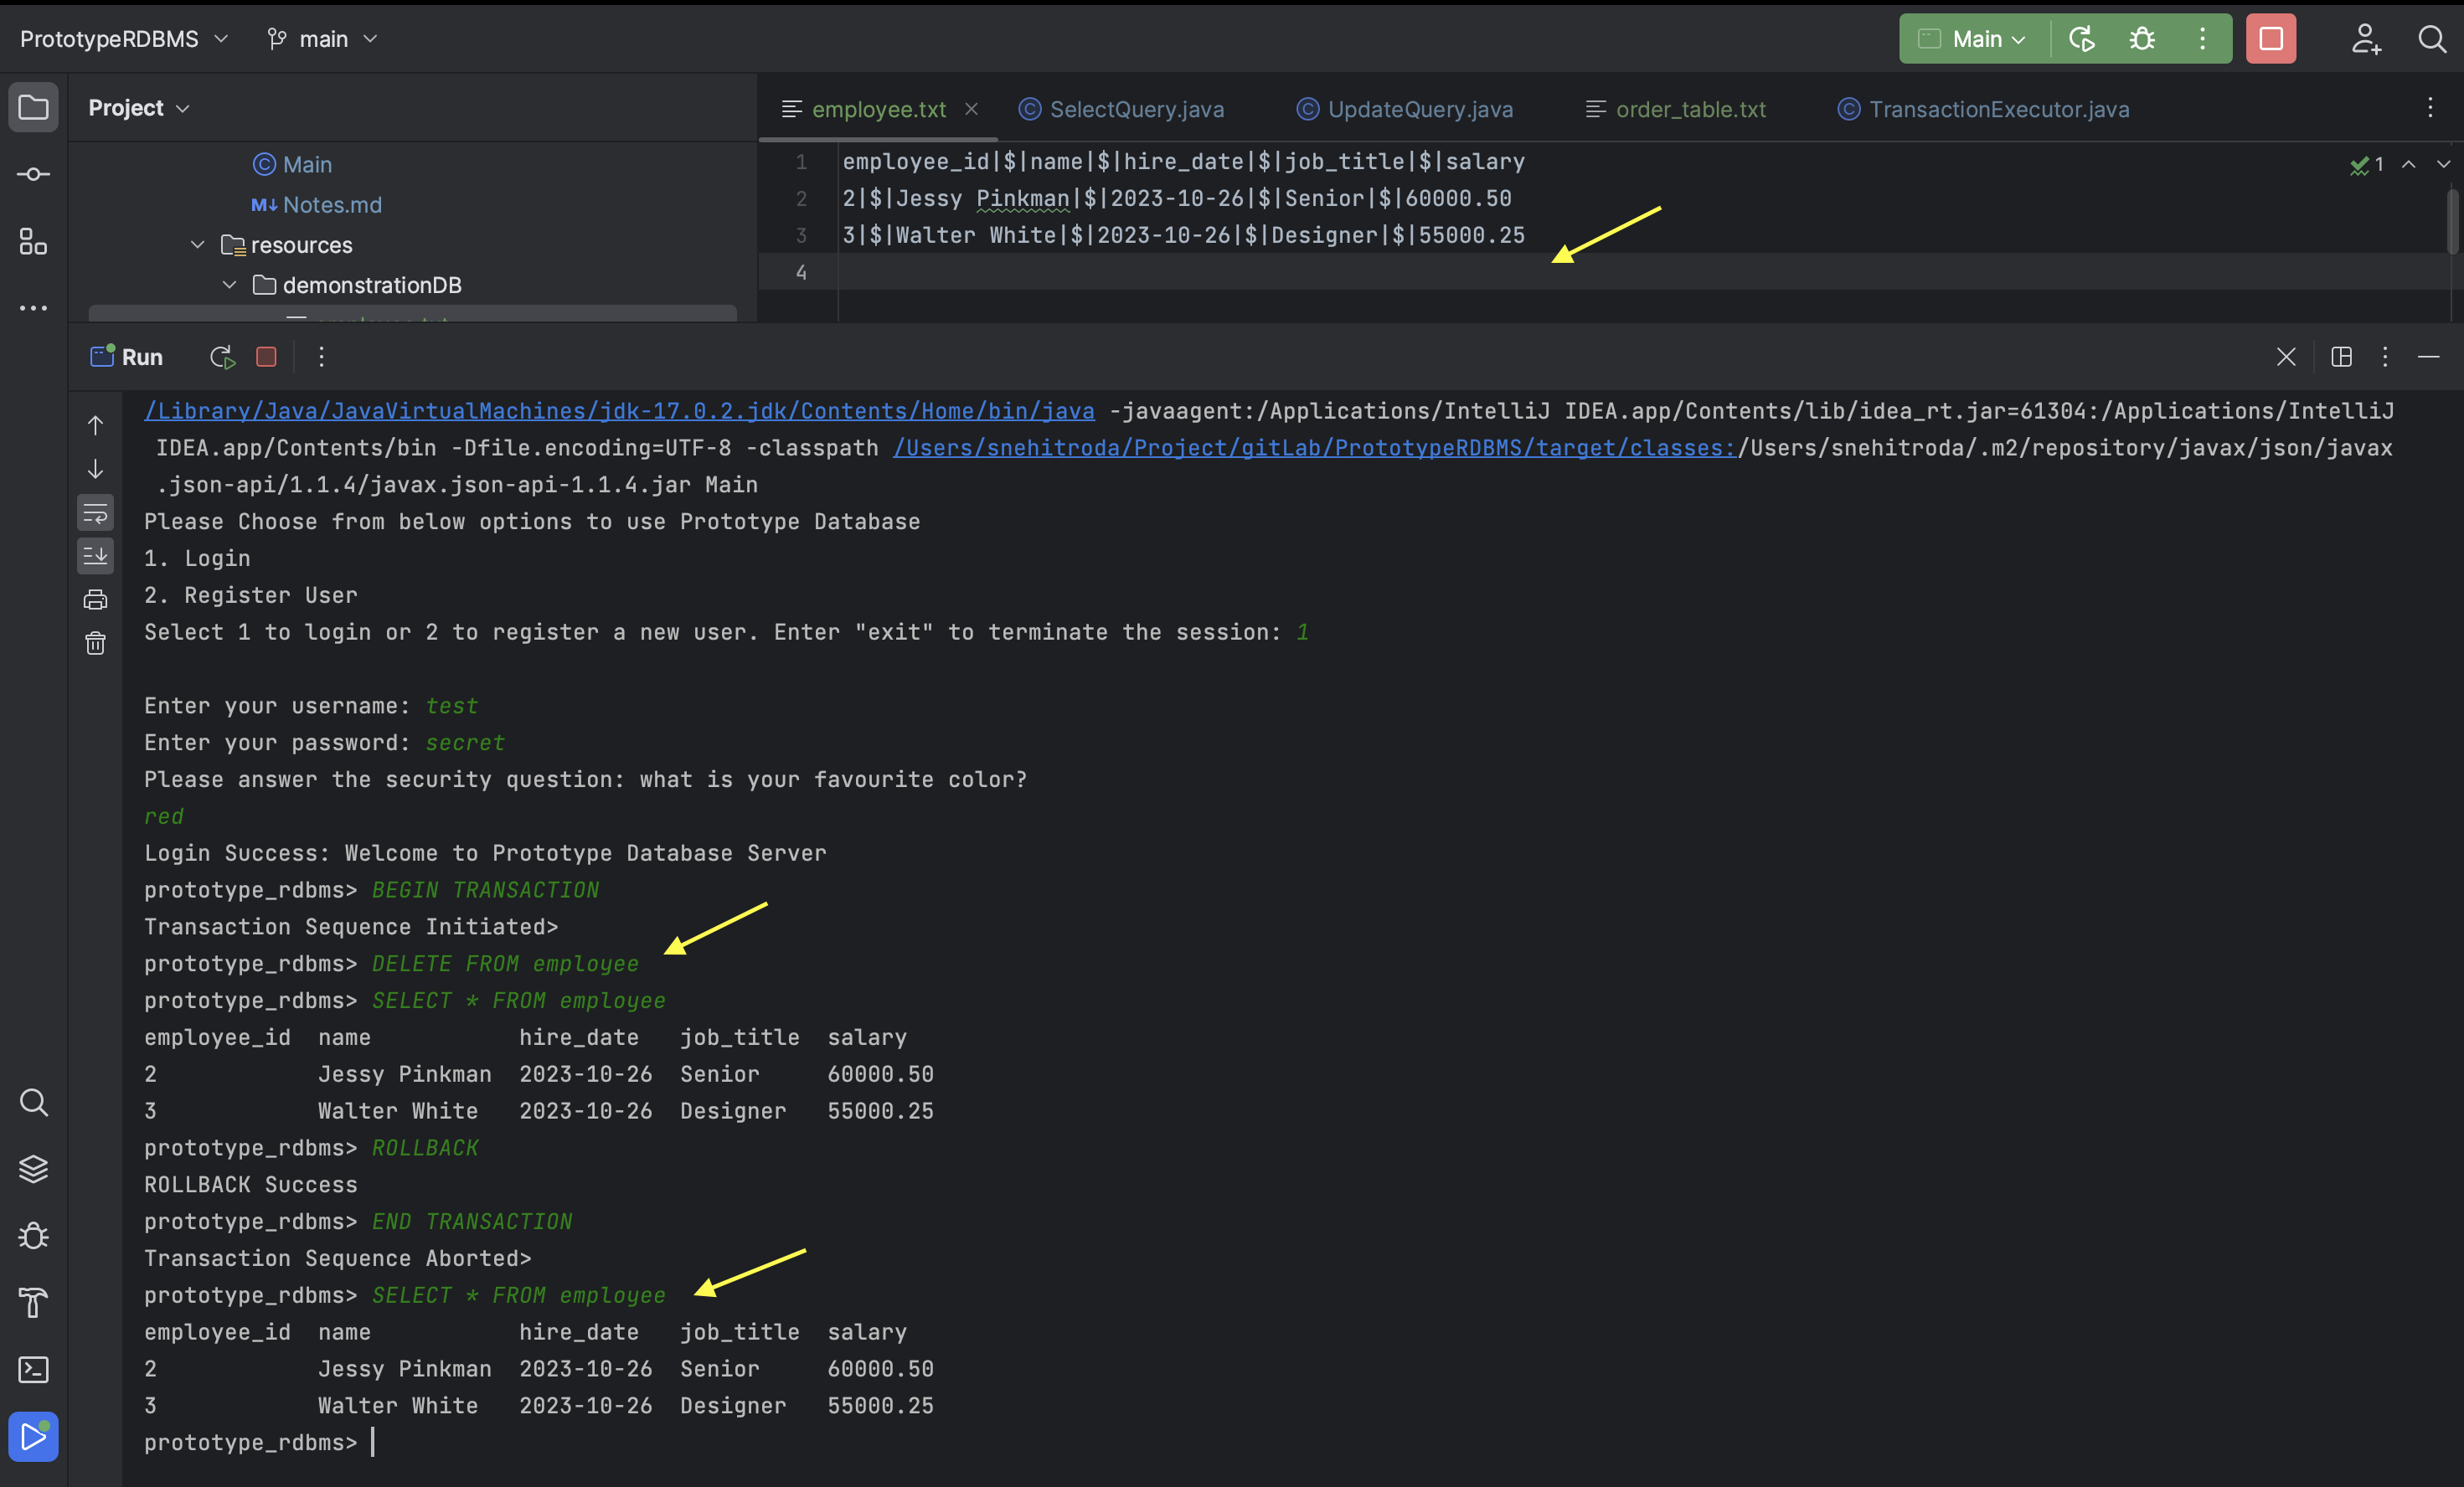 PrototypeRDBMS main Main
Project
employee.txt SelectQuery.java UpdateQuery.java order_table.txt TransactionExecutor.java
Main
Notes.md
resources
demonstrationDB
1 employee_id|$|name|$|hire_date|$|job_title|$|salary
2 2|$|Jessy Pinkman|$|2023-10-26|$|Senior|$|60000.50
3 3|$|Walter White|$|2023-10-26|$|Designer|$|55000.25
4
1
Run
/Library/Java/JavaVirtualMachines/jdk-17.0.2.jdk/Contents/Home/bin/java -javaagent:/Applications/IntelliJ IDEA.app/Contents/lib/idea_rt.jar=61304:/Applications/IntelliJ
IDEA.app/Contents/bin -Dfile.encoding=UTF-8 -classpath /Users/snehitroda/Project/gitLab/PrototypeRDBMS/target/classes:/Users/snehitroda/.m2/repository/javax/json/javax
.json-api/1.1.4/javax.json-api-1.1.4.jar Main
Please Choose from below options to use Prototype Database
1. Login
2. Register User
Select 1 to login or 2 to register a new user. Enter "exit" to terminate the session: 1
Enter your username: test
Enter your password: secret
Please answer the security question: what is your favourite color?
red
Login Success: Welcome to Prototype Database Server
prototype_rdbms> BEGIN TRANSACTION
Transaction Sequence Initiated>
prototype_rdbms> DELETE FROM employee
prototype_rdbms> SELECT * FROM employee
employee_id name hire_date job_title salary
2 Jessy Pinkman 2023-10-26 Senior 60000.50
3 Walter White 2023-10-26 Designer 55000.25
prototype_rdbms> ROLLBACK
ROLLBACK Success
prototype_rdbms> END TRANSACTION
Transaction Sequence Aborted>
prototype_rdbms> SELECT * FROM employee
employee_id name hire_date job_title salary
2 Jessy Pinkman 2023-10-26 Senior 60000.50
3 Walter White 2023-10-26 Designer 55000.25
prototype_rdbms>